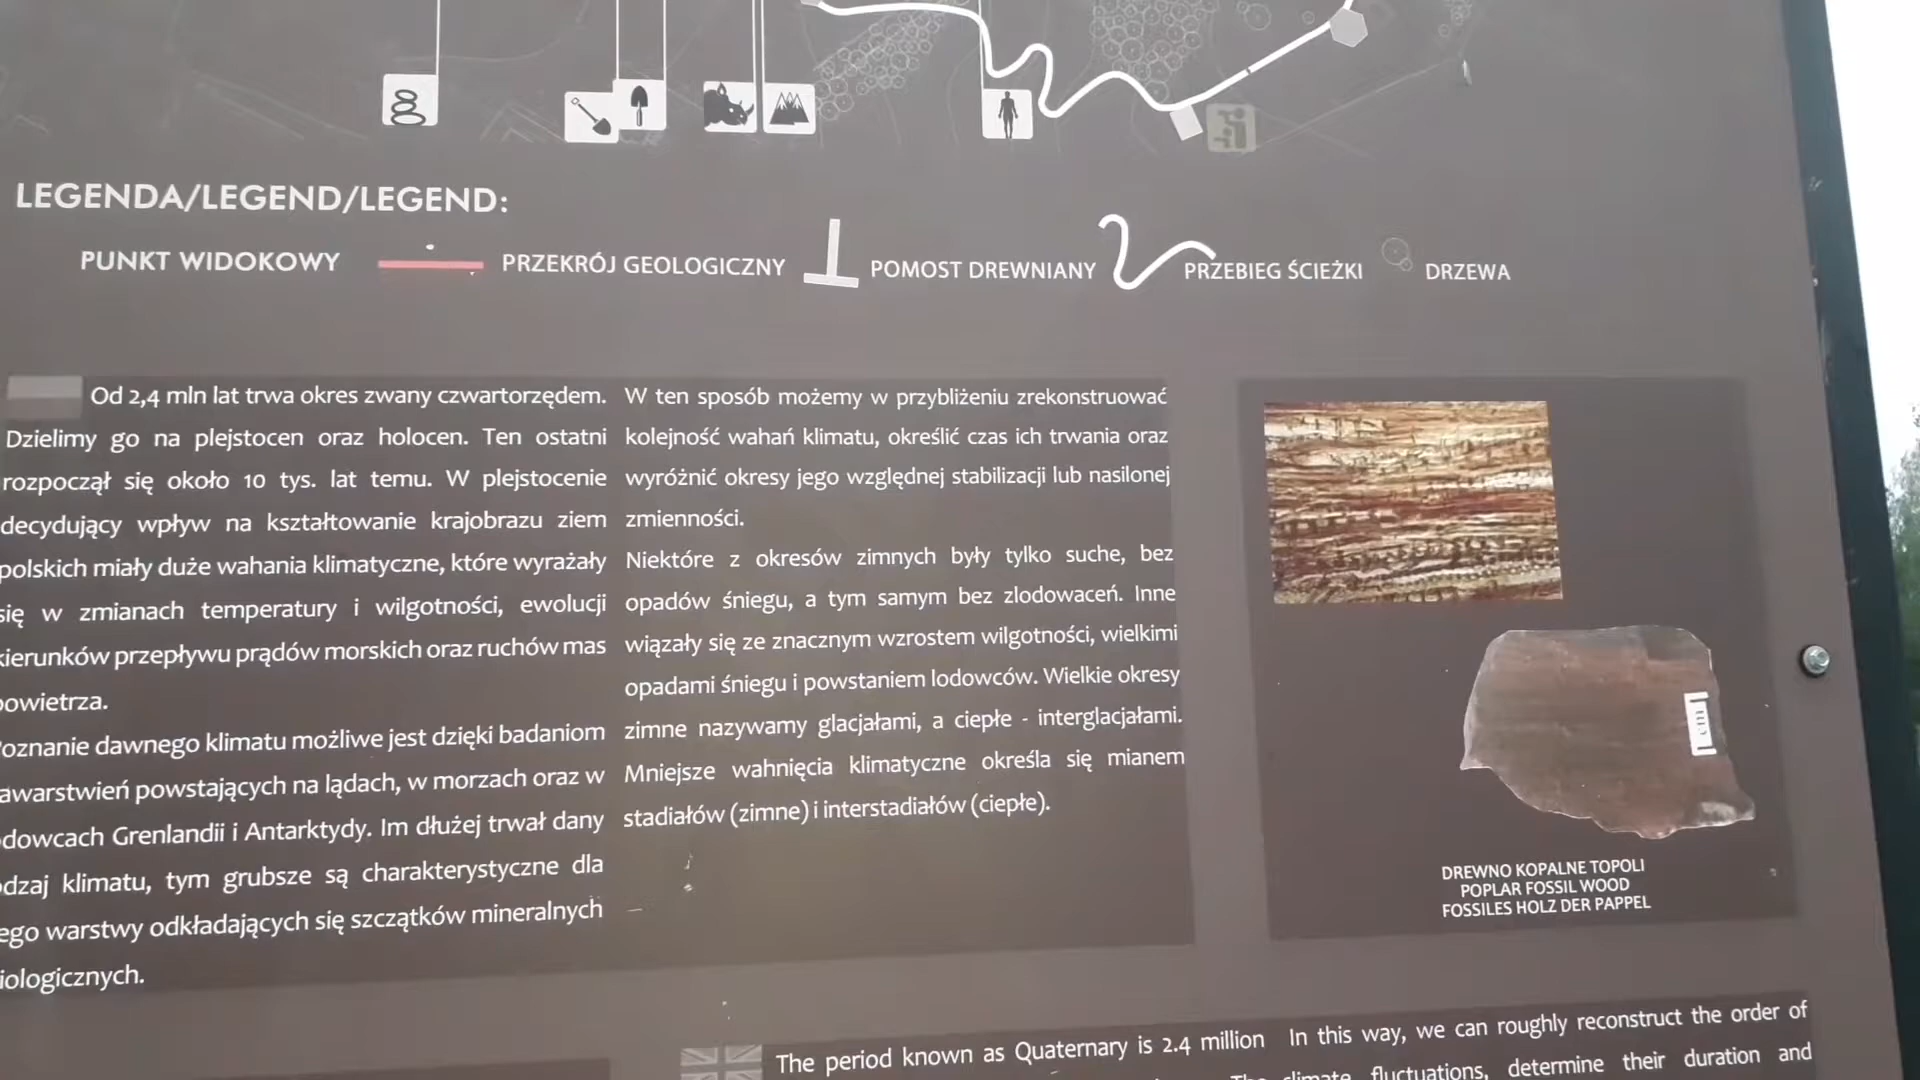 LEGENDA/LEGEND/LEGEND:
PUNKT WIDOKOWY
PRZEKRÓJ GEOLOGICZNY
POMOST DREWNIANY
PRZEBIEG ŚCIEŻKI
DRZEWA
Od 2,4 mln lat trwa okres zwany czwartorzędem.
Dzielimy go na plejstocen oraz holocen. Ten ostatni
rozpoczął się około 10 tys. lat temu. W plejstocenie
decydujący wpływ na kształtowanie krajobrazu ziem
polskich miały duże wahania klimatyczne, które wyrażały
się w zmianach temperatury i wilgotności, ewolucji
kierunków przepływu prądów morskich oraz ruchów mas
powietrza.
Poznanie dawnego klimatu możliwe jest dzięki badaniom
awarstwień powstających na lądach, w morzach oraz w
dowcach Grenlandii i Antarktydy. Im dłużej trwał dany
odzaj klimatu, tym grubsze są charakterystyczne dla
ego warstwy odkładających się szczątków mineralnych
iologicznych.
W ten sposób możemy w przybliżeniu zrekonstruować
kolejność wahań klimatu, określić czas ich trwania oraz
wyróżnić okresy jego względnej stabilizacji lub nasilonej
zmienności.
Niektóre z okresów zimnych były tylko suche, bez
opadów śniegu, a tym samym bez zlodowaceń. Inne
wiązały się ze znacznym wzrostem wilgotności, wielkimi
opadami śniegu i powstaniem lodowców. Wielkie okresy
zimne nazywamy glacjałami, a ciepłe - interglacjałami.
Mniejsze wahnięcia klimatyczne określa się mianem
stadiałów (zimne) i interstadiałów (ciepłe).
cm
DREWNO KOPALNE TOPOLI
POPLAR FOSSIL WOOD
FOSSILES HOLZ DER PAPPEL
The period known as Quaternary is 2.4 million
In this way, we can roughly reconstruct the order of
climate fluctuations, determine their duration and